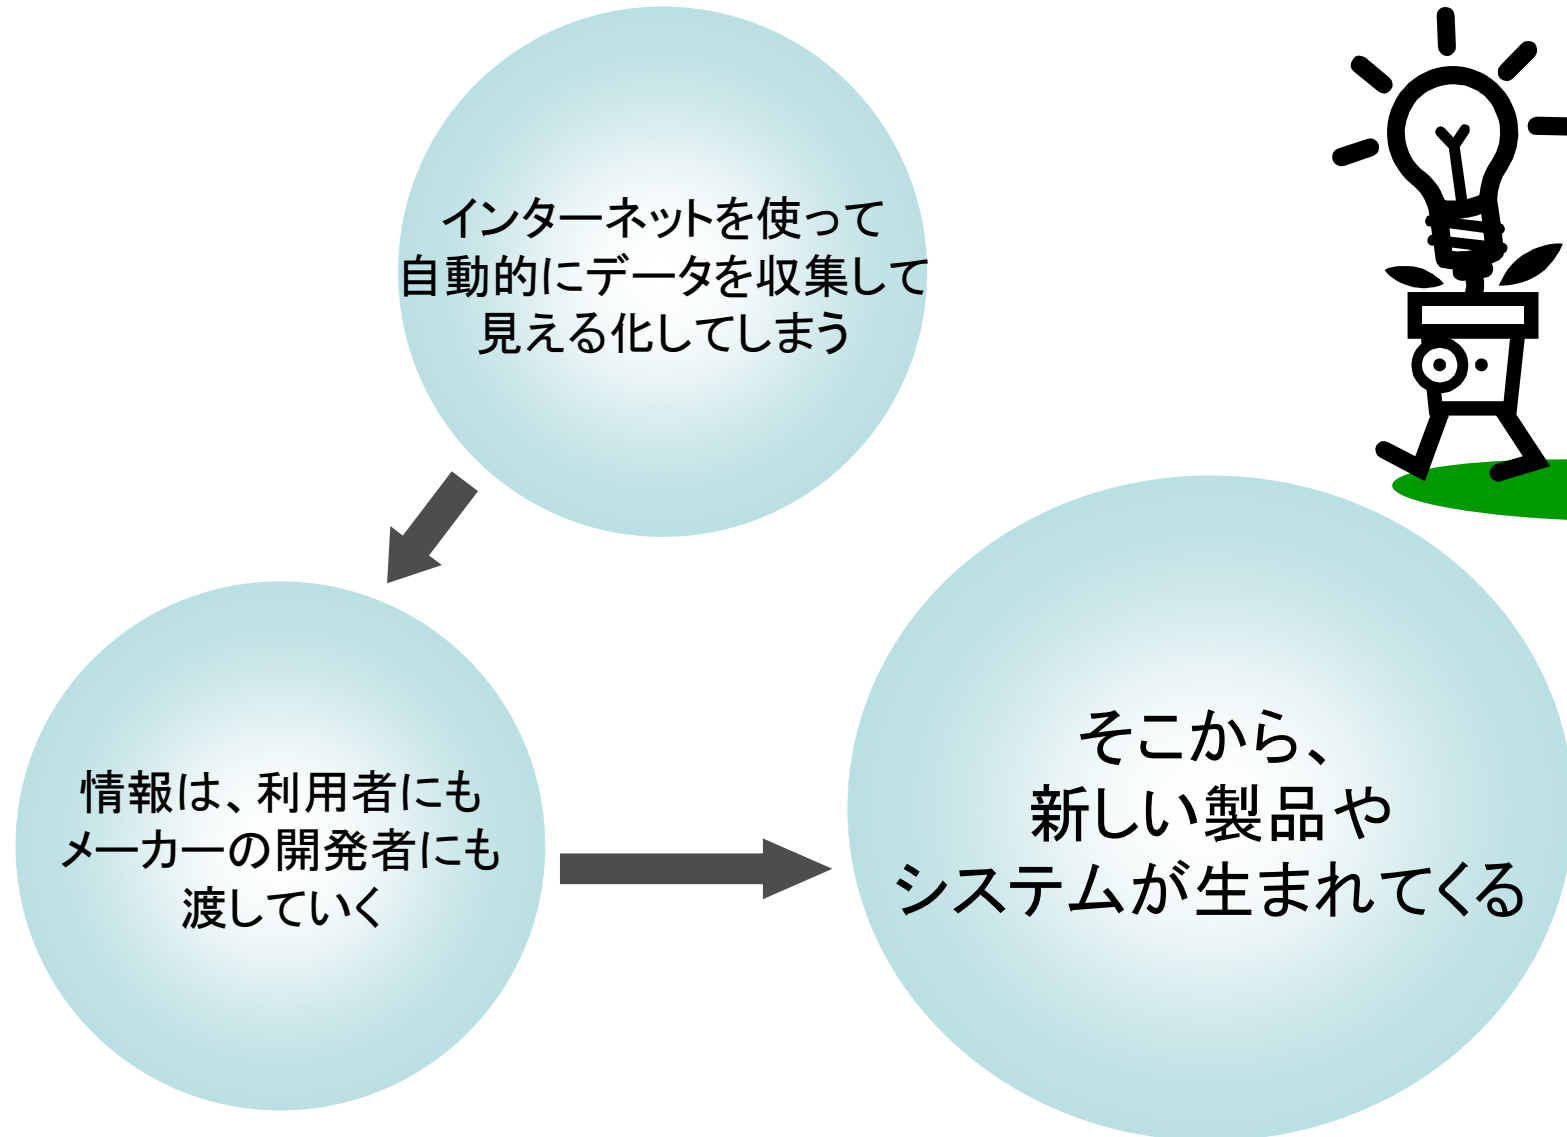 インターネットを使って
自動的にデータを収集して
見える化してしまう
情報は、利用者にも
メーカーの開発者にも
渡していく
そこから、
新しい製品や
システムが生まれてくる